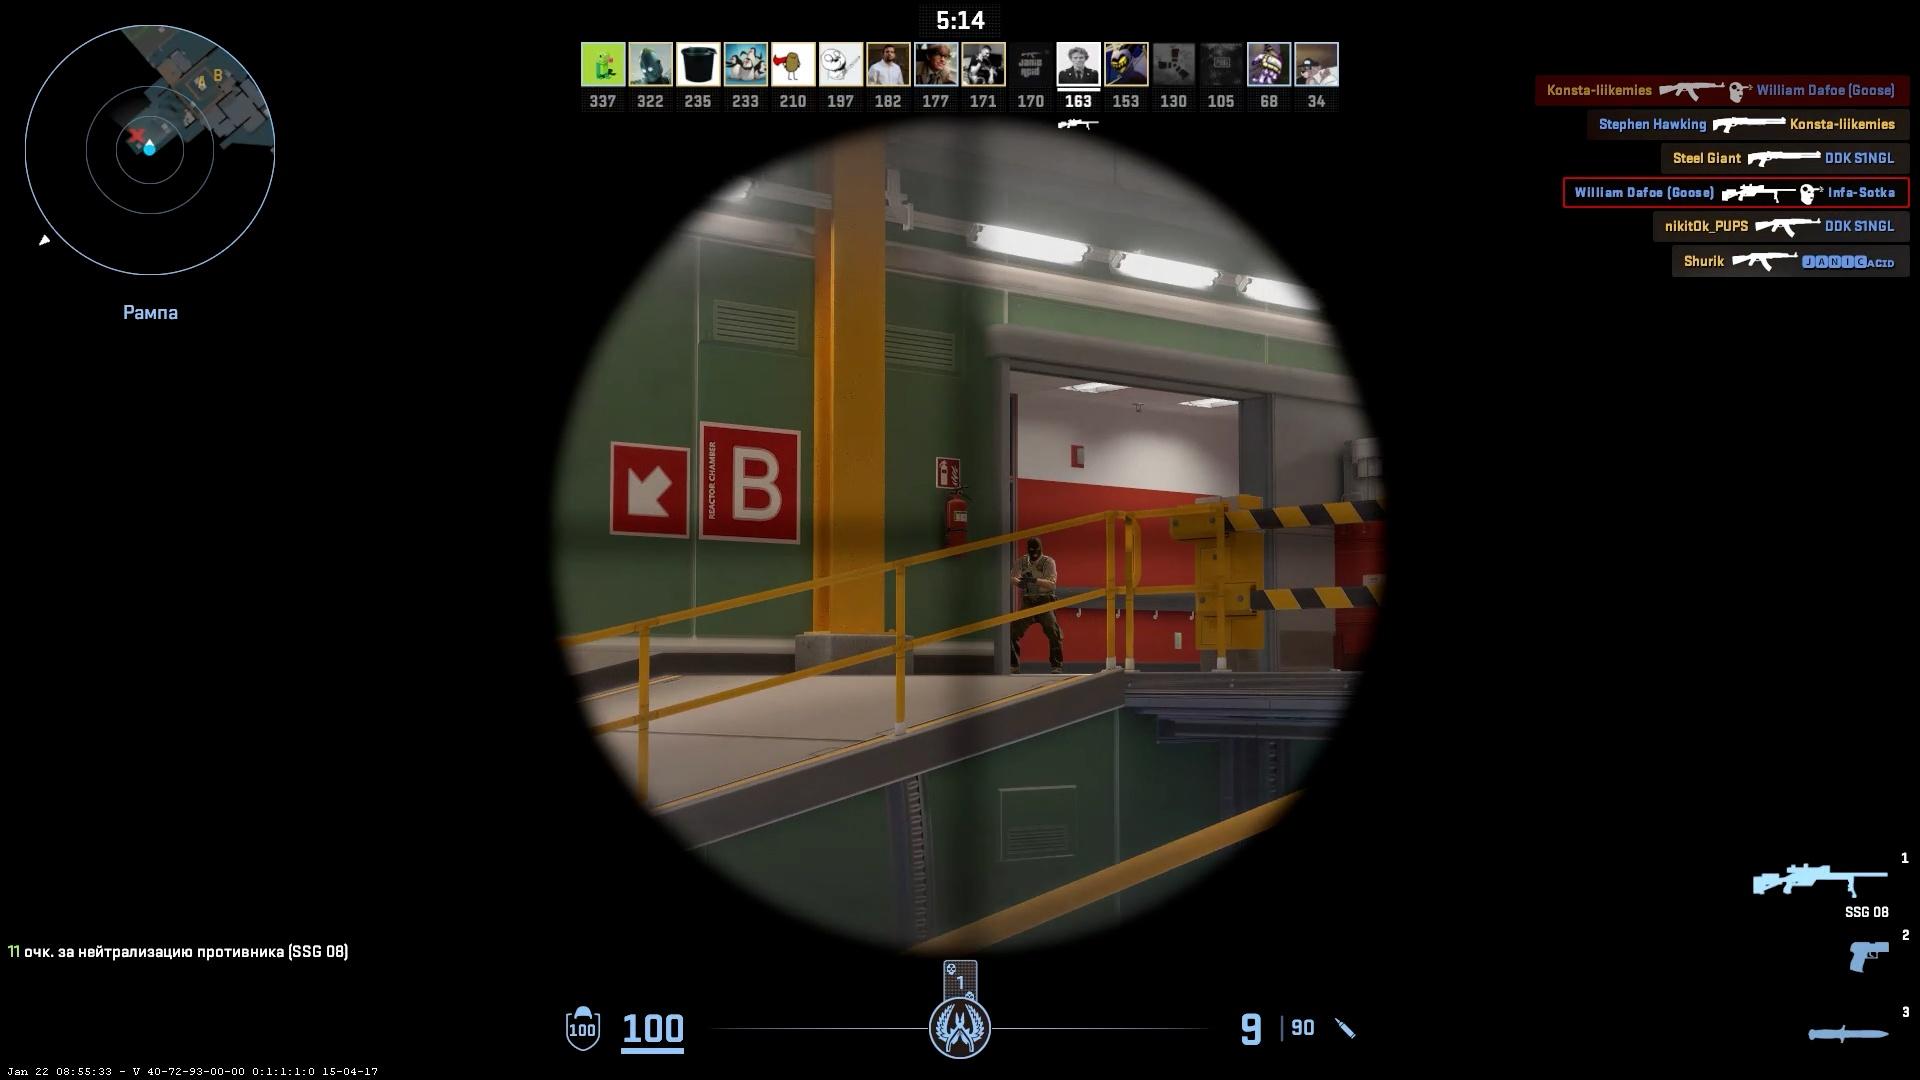 5:14
337 322 235 233 210 197 182 177 171 170 163 153 130 105 68 34
A B
Рампа
Konsta-liikemies William Dafoe (Goose)
Stephen Hawking Konsta-liikemies
Steel Giant DDK S1NGL
William Dafoe (Goose) Infa-Sotka
nikit0k_PUPS DDK S1NGL
Shurik JANICACID
REACTOR CHAMBER
B
1
SSG 08
2
3
11 очк. за нейтрализацию противника (SSG 08)
1
100 100
9 | 90
Jan 22 08:55:33 - V 40-72-93-00-00 0:1:1:1:0 15-04-17